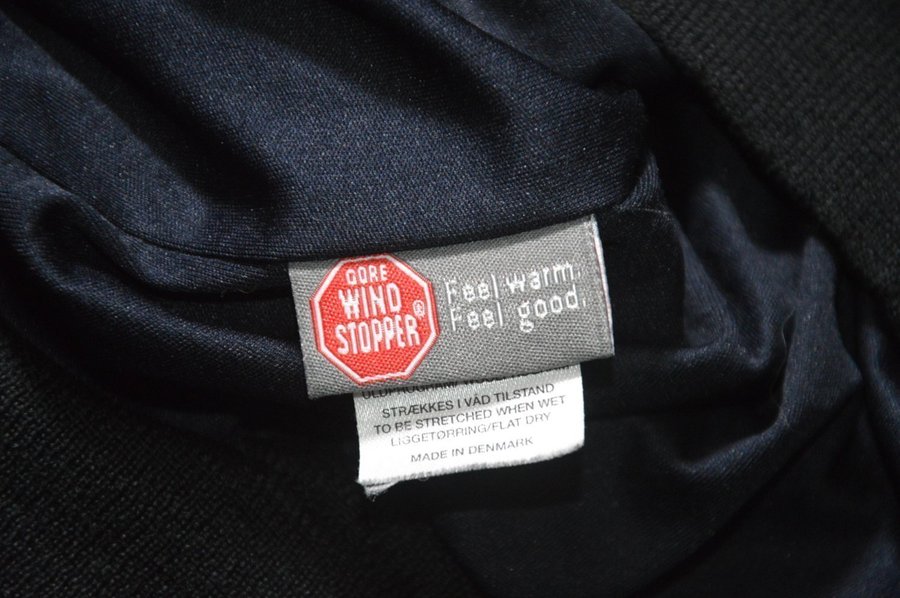 GORE
WIND
STOPPER®
Feel warm.
Feel good.
STRÆKKES I VÅD TILSTAND
TO BE STRETCHED WHEN WET
LIGGETØRRING/FLAT DRY
MADE IN DENMARK